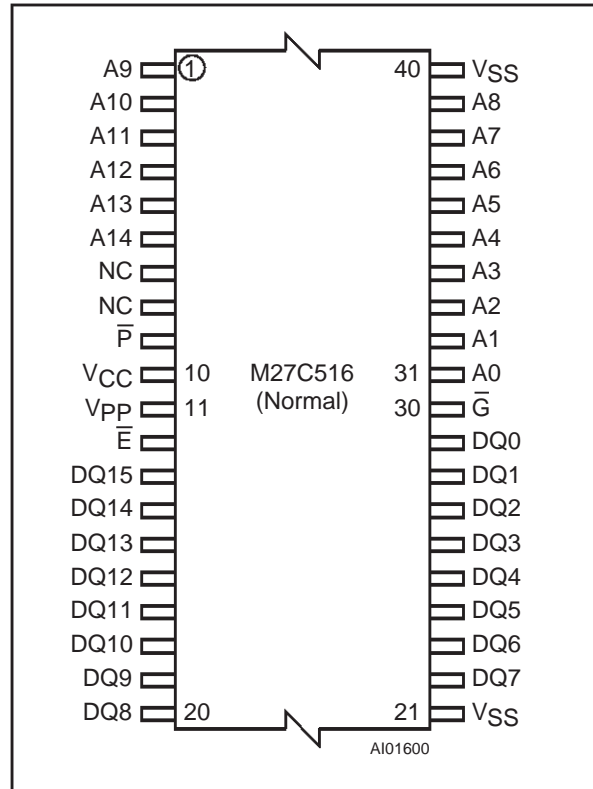 A9 1 40 VSS
A10 A8
A11 A7
A12 A6
A13 A5
A14 A4
NC A3
NC A2
P̅ A1
VCC 10 M27C516 31 A0
VPP 11 (Normal) 30 G̅
E̅ DQ0
DQ15 DQ1
DQ14 DQ2
DQ13 DQ3
DQ12 DQ4
DQ11 DQ5
DQ10 DQ6
DQ9 DQ7
DQ8 20 21 VSS
AI01600